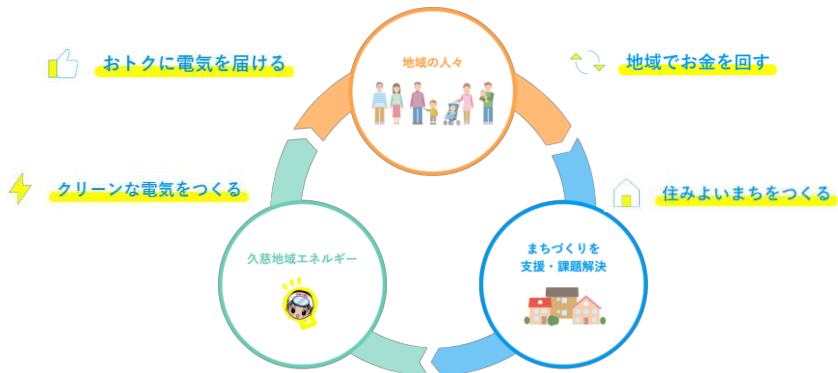 地域の人々
おトクに電気を届ける
地域でお金を回す
クリーンな電気をつくる
住みよいまちをつくる
久慈地域エネルギー
まちづくりを
支援・課題解決